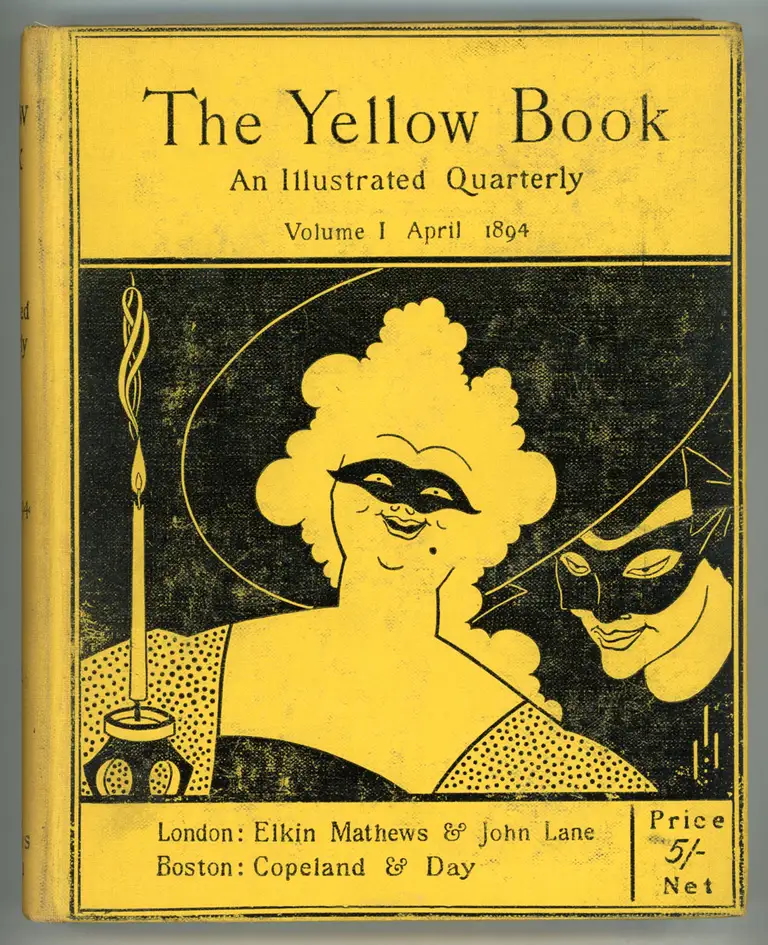 The Yellow Book
An Illustrated Quarterly
Volume I April 1894
London: Elkin Mathews & John Lane
Boston: Copeland & Day
Price
5/-
Net